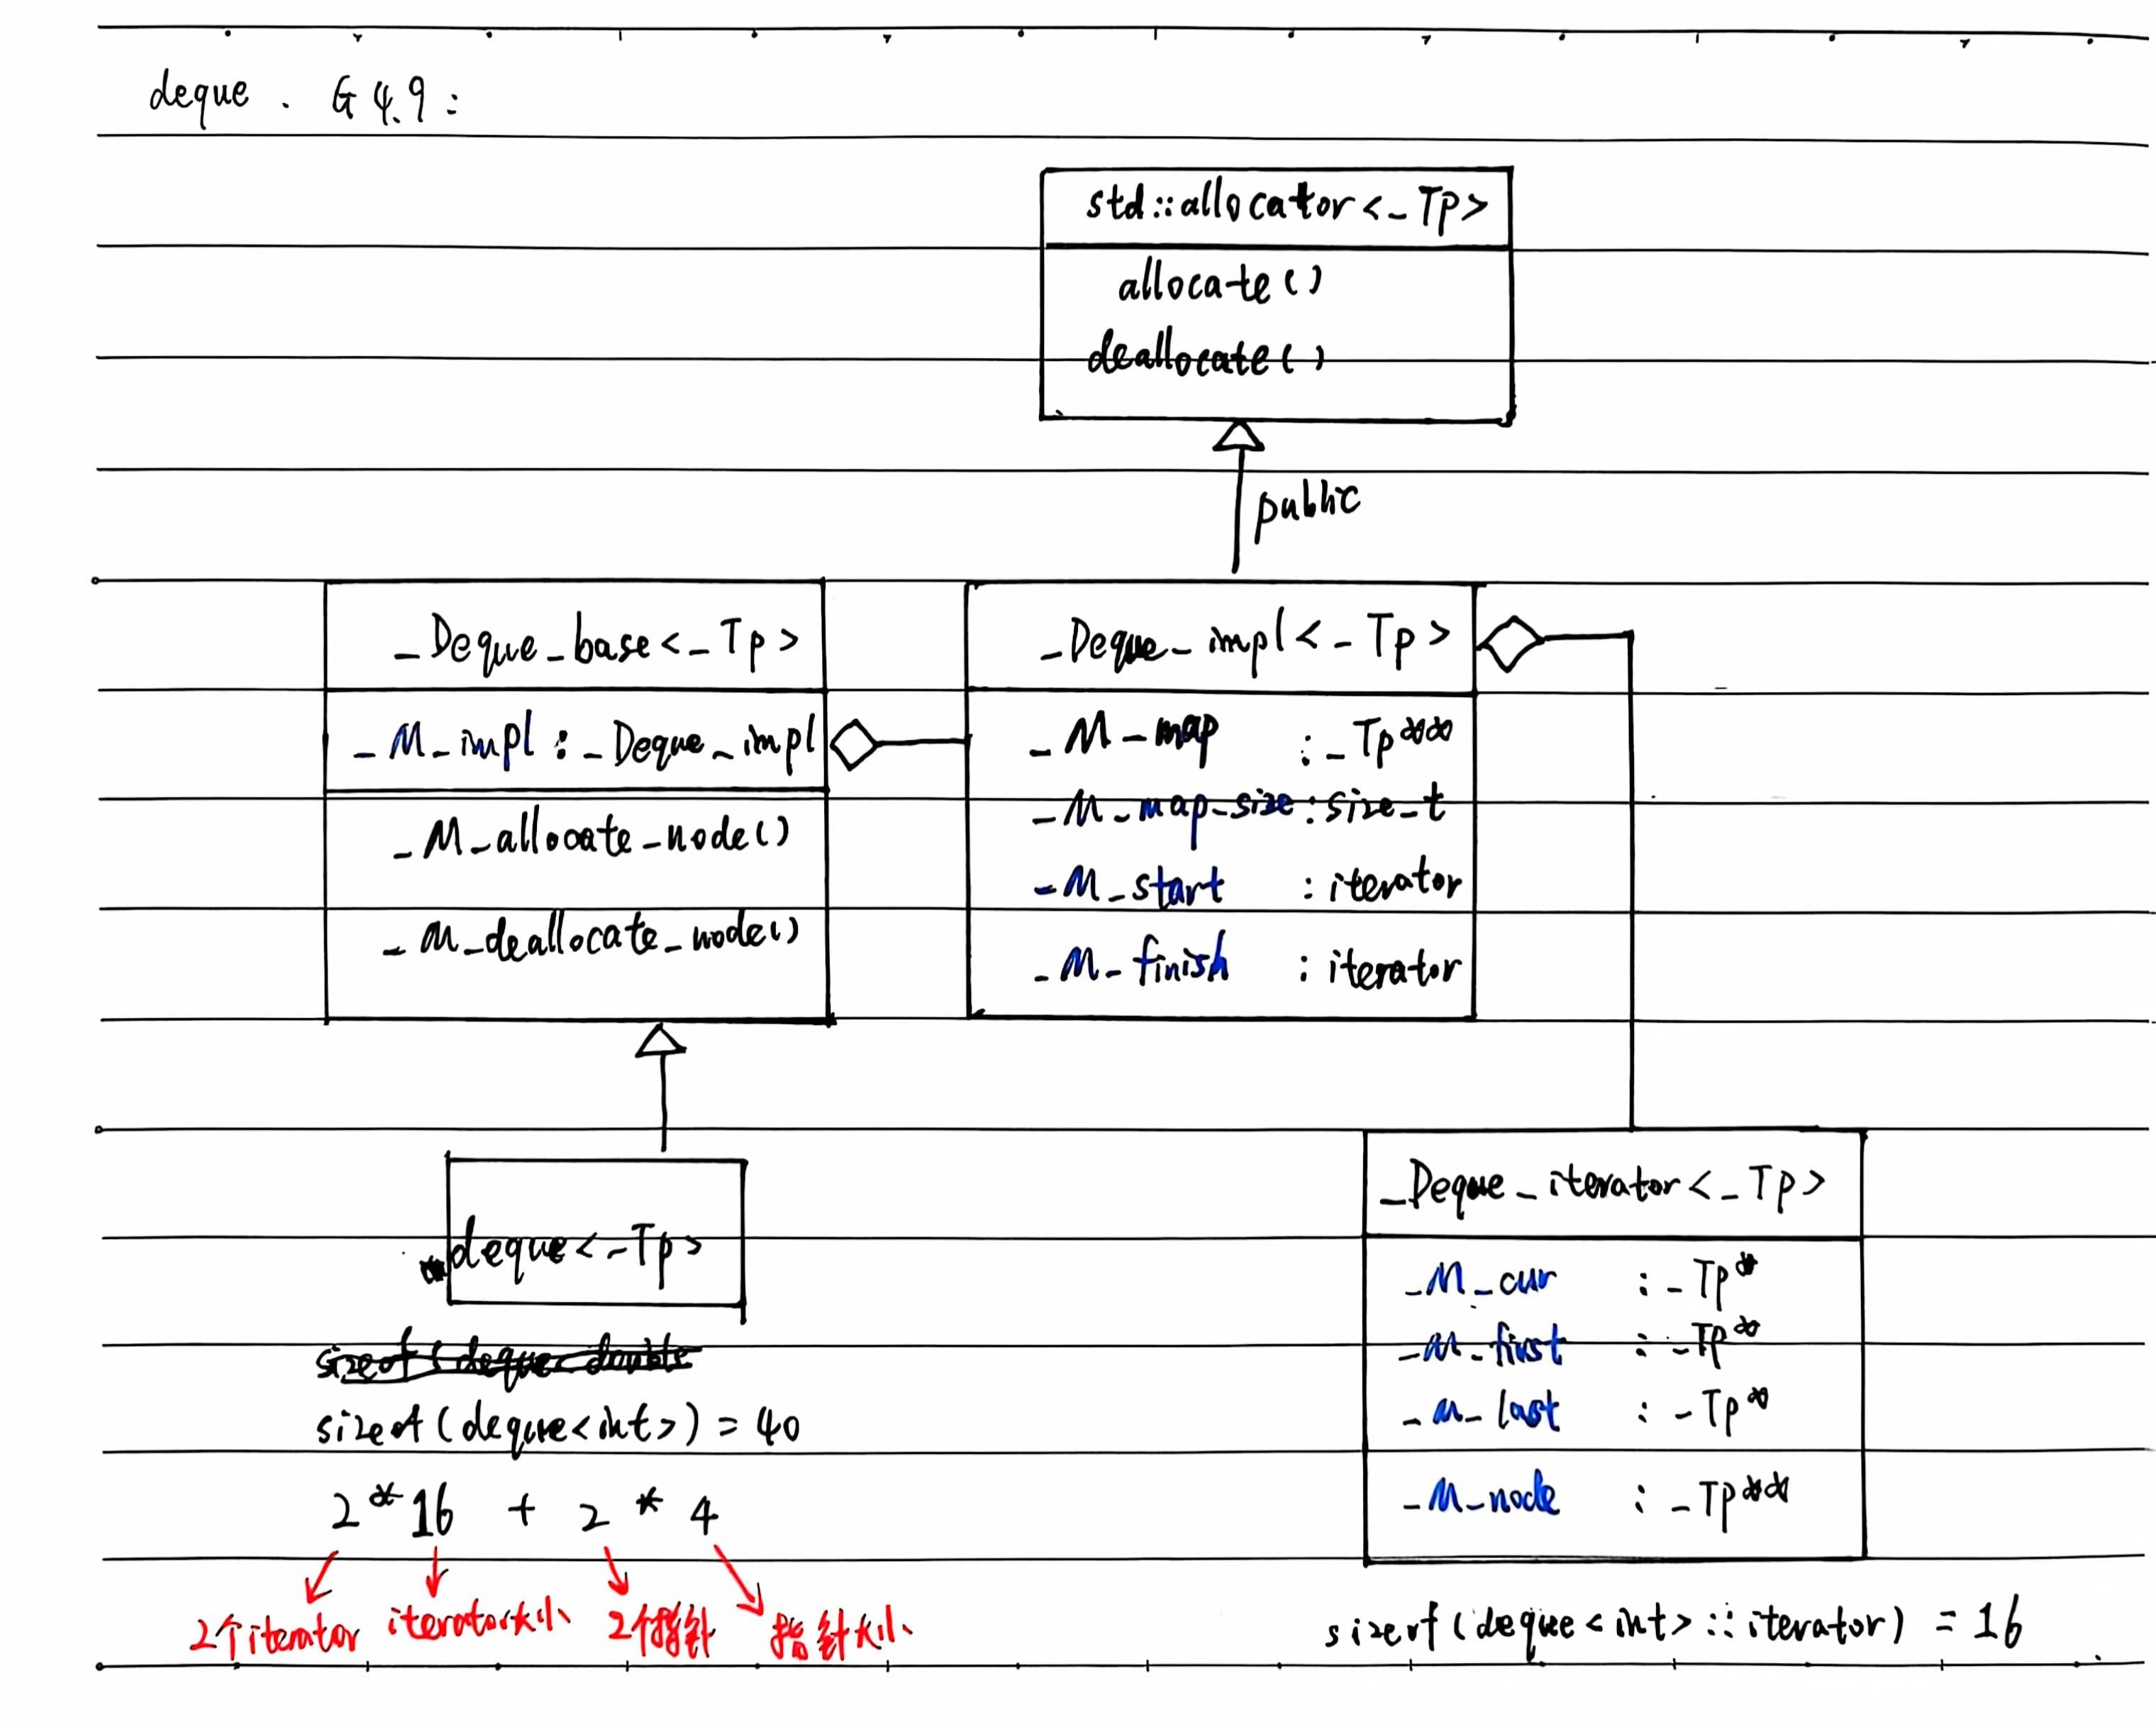 deque . G4.9 :
std::allocator<_Tp>
allocate()
deallocate()
public
_Deque_base<_Tp>
_M_impl : _Deque_impl
_M_allocate_node()
_M_deallocate_node()
_Deque_impl<_Tp>
_M_map : _Tp**
_M_map_size : size_t
_M_start : iterator
_M_finish : iterator
deque<_Tp>
sizeof(deque<double
sizeof(deque<int>) = 40
2 * 16 + 2 * 4
2个iterator iterator大小 2个指针 指针大小
_Deque_iterator<_Tp>
_M_cur : _Tp*
_M_first : _Tp*
_M_last : _Tp*
_M_node : _Tp**
sizeof(deque<int>::iterator) = 16